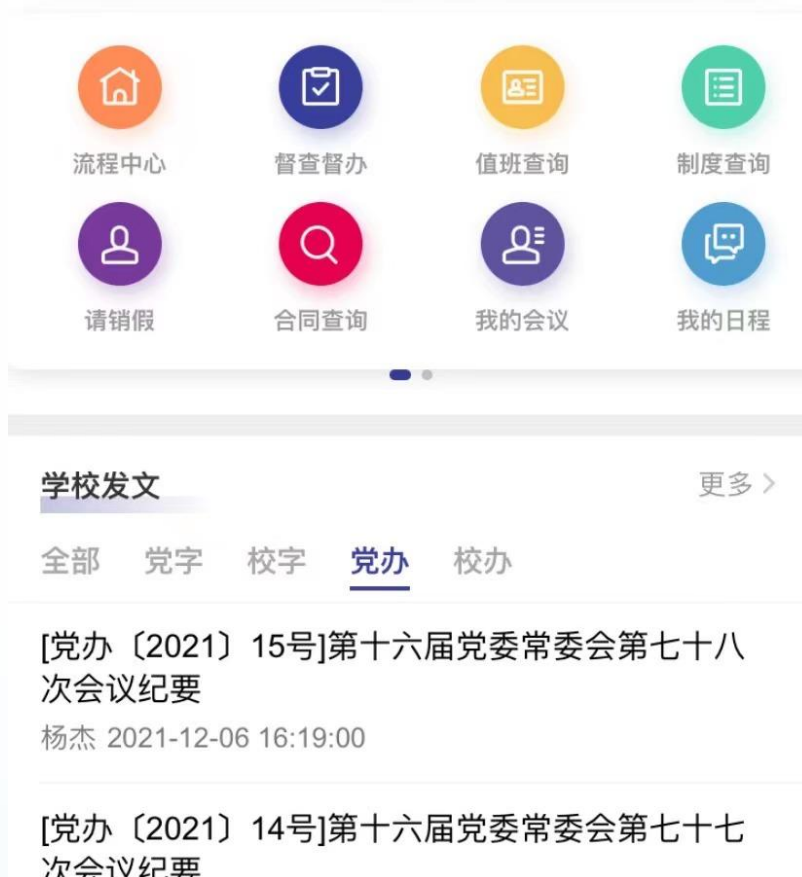 流程中心 督查督办 值班查询 制度查询
请销假 合同查询 我的会议 我的日程
学校发文 更多
全部 党字 校字 党办 校办
[党办〔2021〕15号]第十六届党委常委会第七十八
次会议纪要
杨杰 2021-12-06 16:19:00
[党办〔2021〕14号]第十六届党委常委会第七十七
次会议纪要